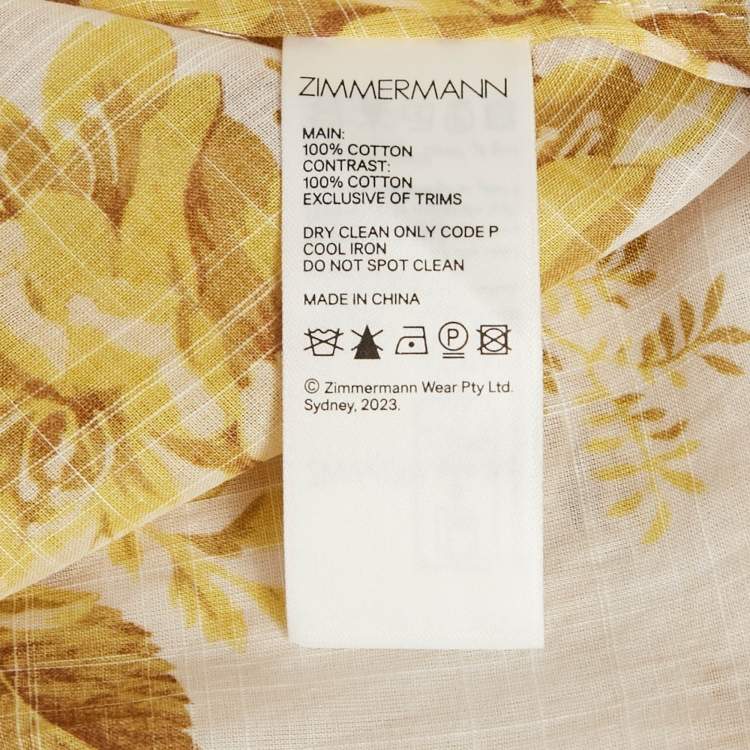 ZIMMERMANN
MAIN:
100% COTTON
CONTRAST:
100% COTTON
EXCLUSIVE OF TRIMS
DRY CLEAN ONLY CODE P
COOL IRON
DO NOT SPOT CLEAN
MADE IN CHINA
P
© Zimmermann Wear Pty Ltd.
Sydney, 2023.